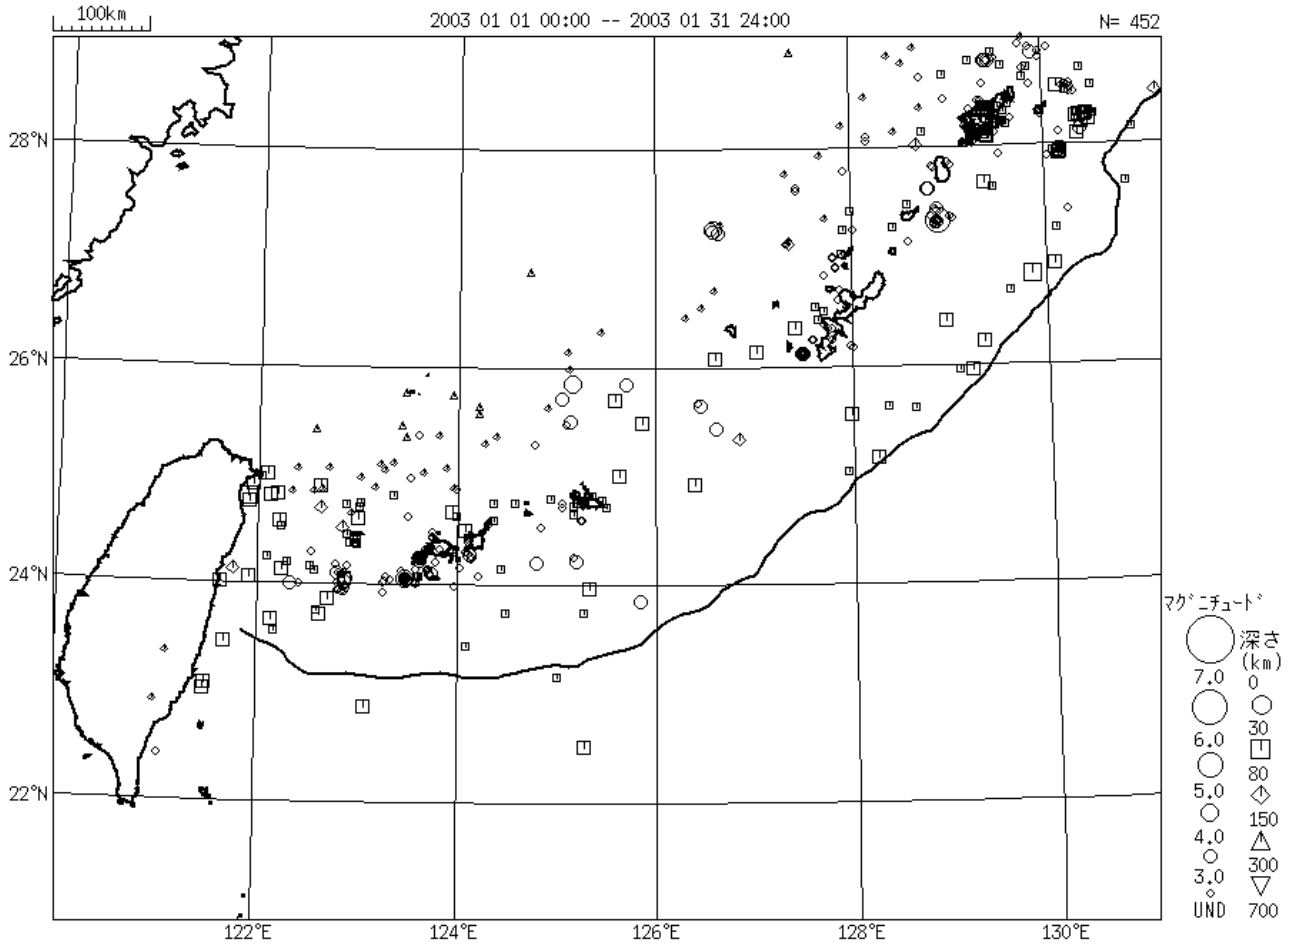 100km
2003 01 01 00:00 -- 2003 01 31 24:00
N= 452
28°N
26°N
24°N
22°N
122°E
124°E
126°E
128°E
130°E
ﾏｸﾞﾆﾁｭｰﾄﾞ
7.0
6.0
5.0
4.0
3.0
UND
深さ
(km)
0
30
80
150
300
700